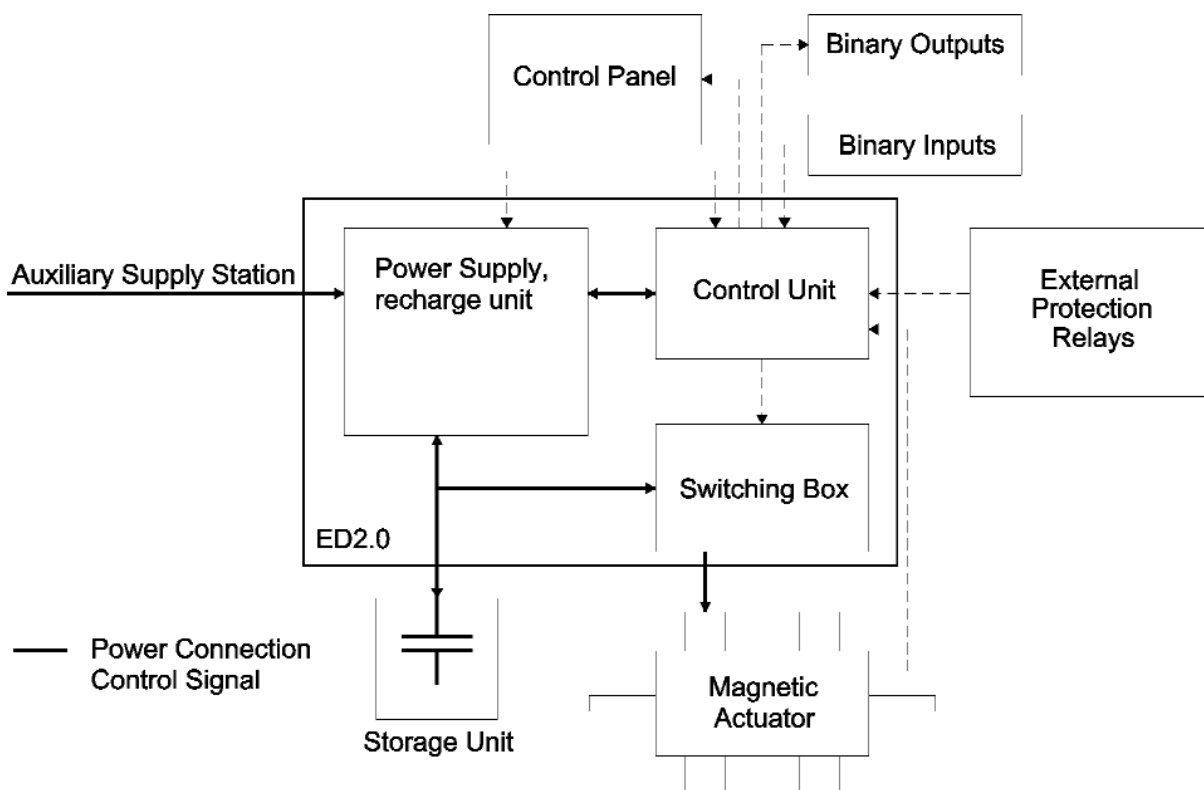 Control Panel
Binary Outputs
Binary Inputs
Auxiliary Supply Station
Power Supply,
recharge unit
Control Unit
External
Protection
Relays
Switching Box
ED2.0
Power Connection
Control Signal
Storage Unit
Magnetic
Actuator